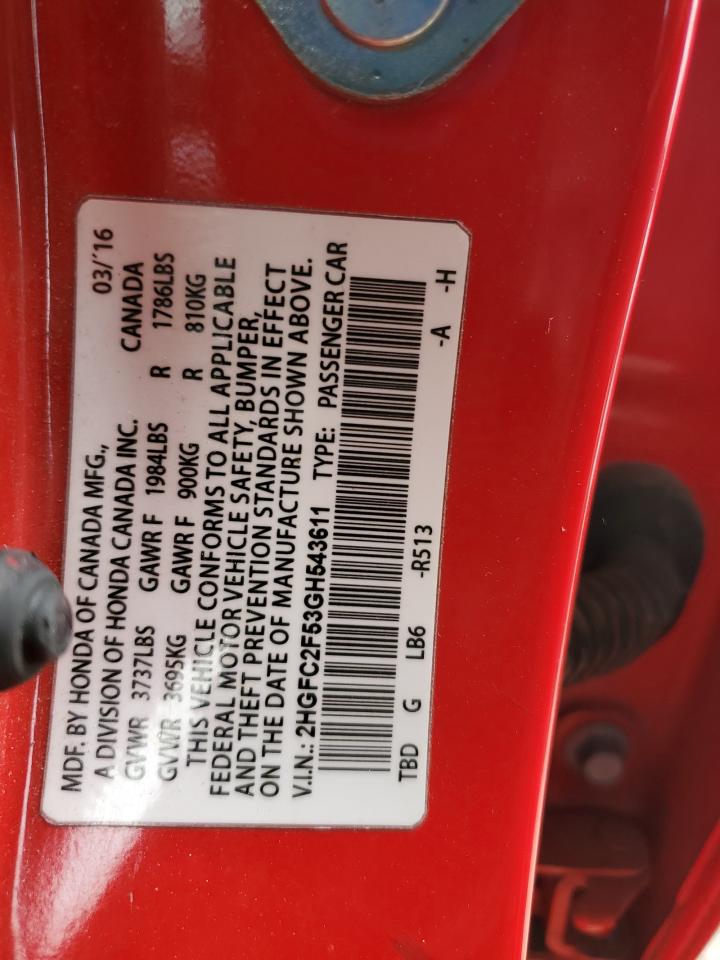 MDF. BY HONDA OF CANADA MFG., 03/'16
A DIVISION OF HONDA CANADA INC. CANADA
GVWR 3737LBS GAWR F 1984LBS R 1786LBS
GVWR 3695KG GAWR F 900KG R 810KG
THIS VEHICLE CONFORMS TO ALL APPLICABLE
FEDERAL MOTOR VEHICLE SAFETY, BUMPER,
AND THEFT PREVENTION STANDARDS IN EFFECT
ON THE DATE OF MANUFACTURE SHOWN ABOVE.
V.I.N.: 2HGFC2F53GH543611 TYPE: PASSENGER CAR
TBD G LB6 -R513 -A -H